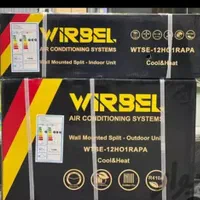 WIRBEL
AIR CONDITIONING SYSTEMS
Wall Mounted Split - Indoor Unit
WTSE-12HO1RAPA
Cool&Heat
WIRBEL
AIR CONDITIONING SYSTEMS
Wall Mounted Split - Outdoor Unit
WTSE-12HO1RAPA
Cool&Heat
R410A